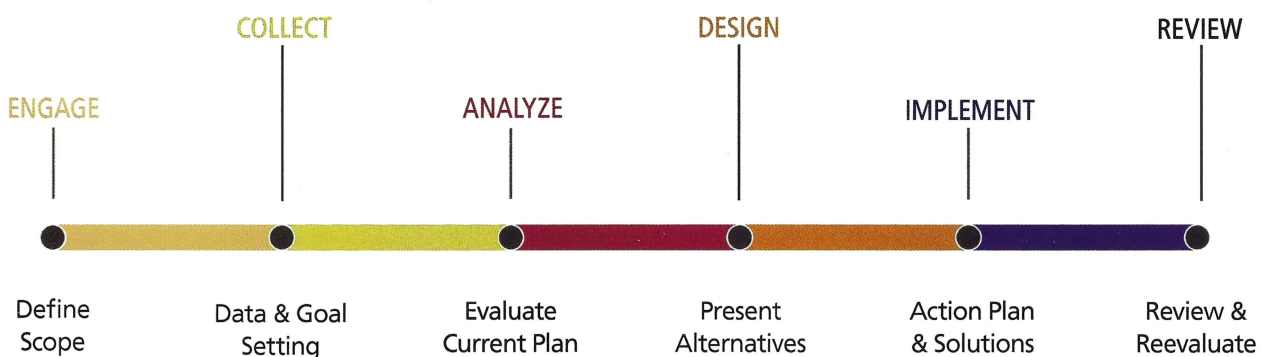 COLLECT
DESIGN
REVIEW
ENGAGE
ANALYZE
IMPLEMENT
Define
Scope
Data & Goal
Setting
Evaluate
Current Plan
Present
Alternatives
Action Plan
& Solutions
Review &
Reevaluate